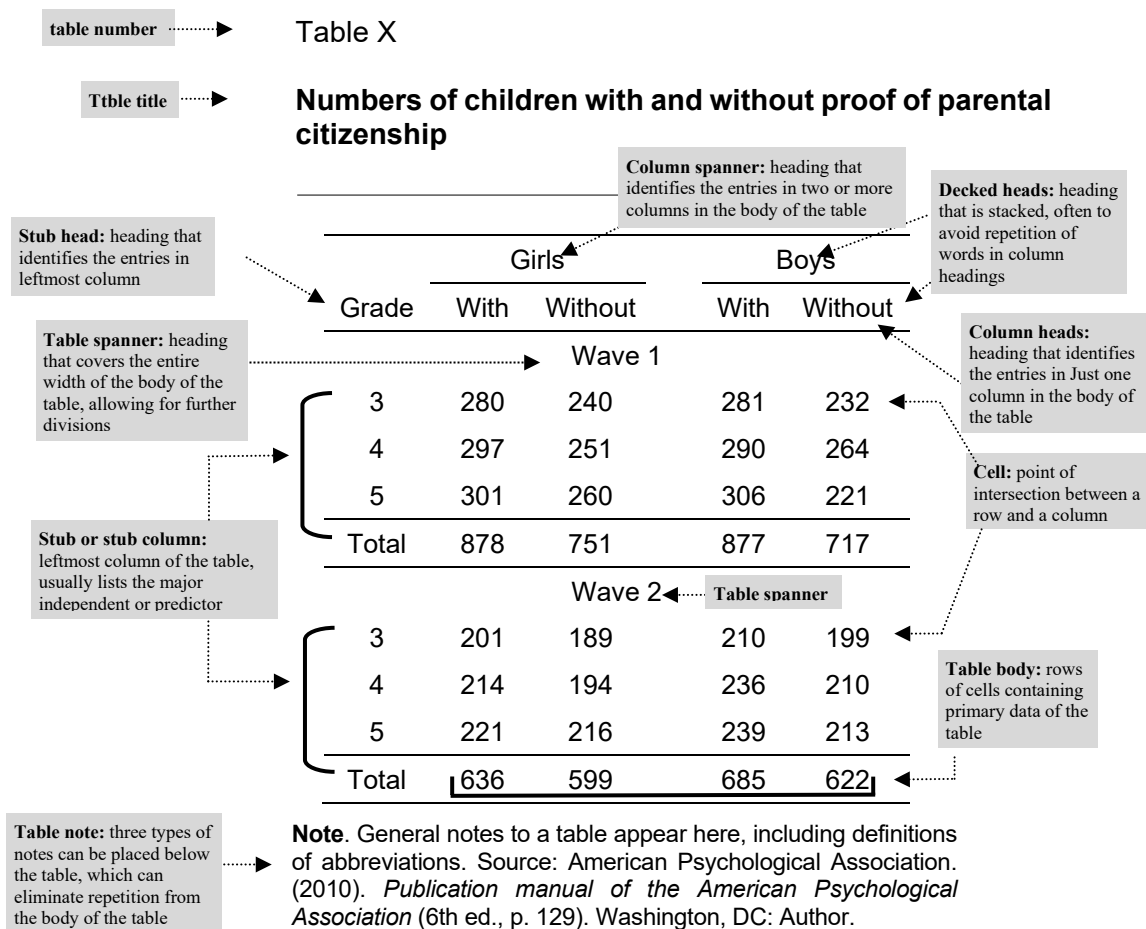 table number
Table X
Ttble title
Numbers of children with and without proof of parental
citizenship
Column spanner: heading that
identifies the entries in two or more
columns in the body of the table
Decked heads: heading
that is stacked, often to
avoid repetition of
words in column
headings
Stub head: heading that
identifies the entries in
leftmost column
Girls Boys
Grade With Without With Without
Table spanner: heading
that covers the entire
width of the body of the
table, allowing for further
divisions
Column heads:
heading that identifies
the entries in Just one
column in the body of
the table
Wave 1
3 280 240 281 232
4 297 251 290 264
5 301 260 306 221
Total 878 751 877 717
Cell: point of
intersection between a
row and a column
Stub or stub column:
leftmost column of the table,
usually lists the major
independent or predictor
Wave 2
Table spanner
3 201 189 210 199
4 214 194 236 210
5 221 216 239 213
Total 636 599 685 622
Table body: rows
of cells containing
primary data of the
table
Table note: three types of
notes can be placed below
the table, which can
eliminate repetition from
the body of the table
Note. General notes to a table appear here, including definitions
of abbreviations. Source: American Psychological Association.
(2010). Publication manual of the American Psychological
Association (6th ed., p. 129). Washington, DC: Author.